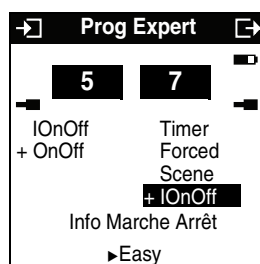 Prog Expert
5 7
IOnOff Timer
+ OnOff Forced
Scene
+ IOnOff
Info Marche Arrêt
▸Easy